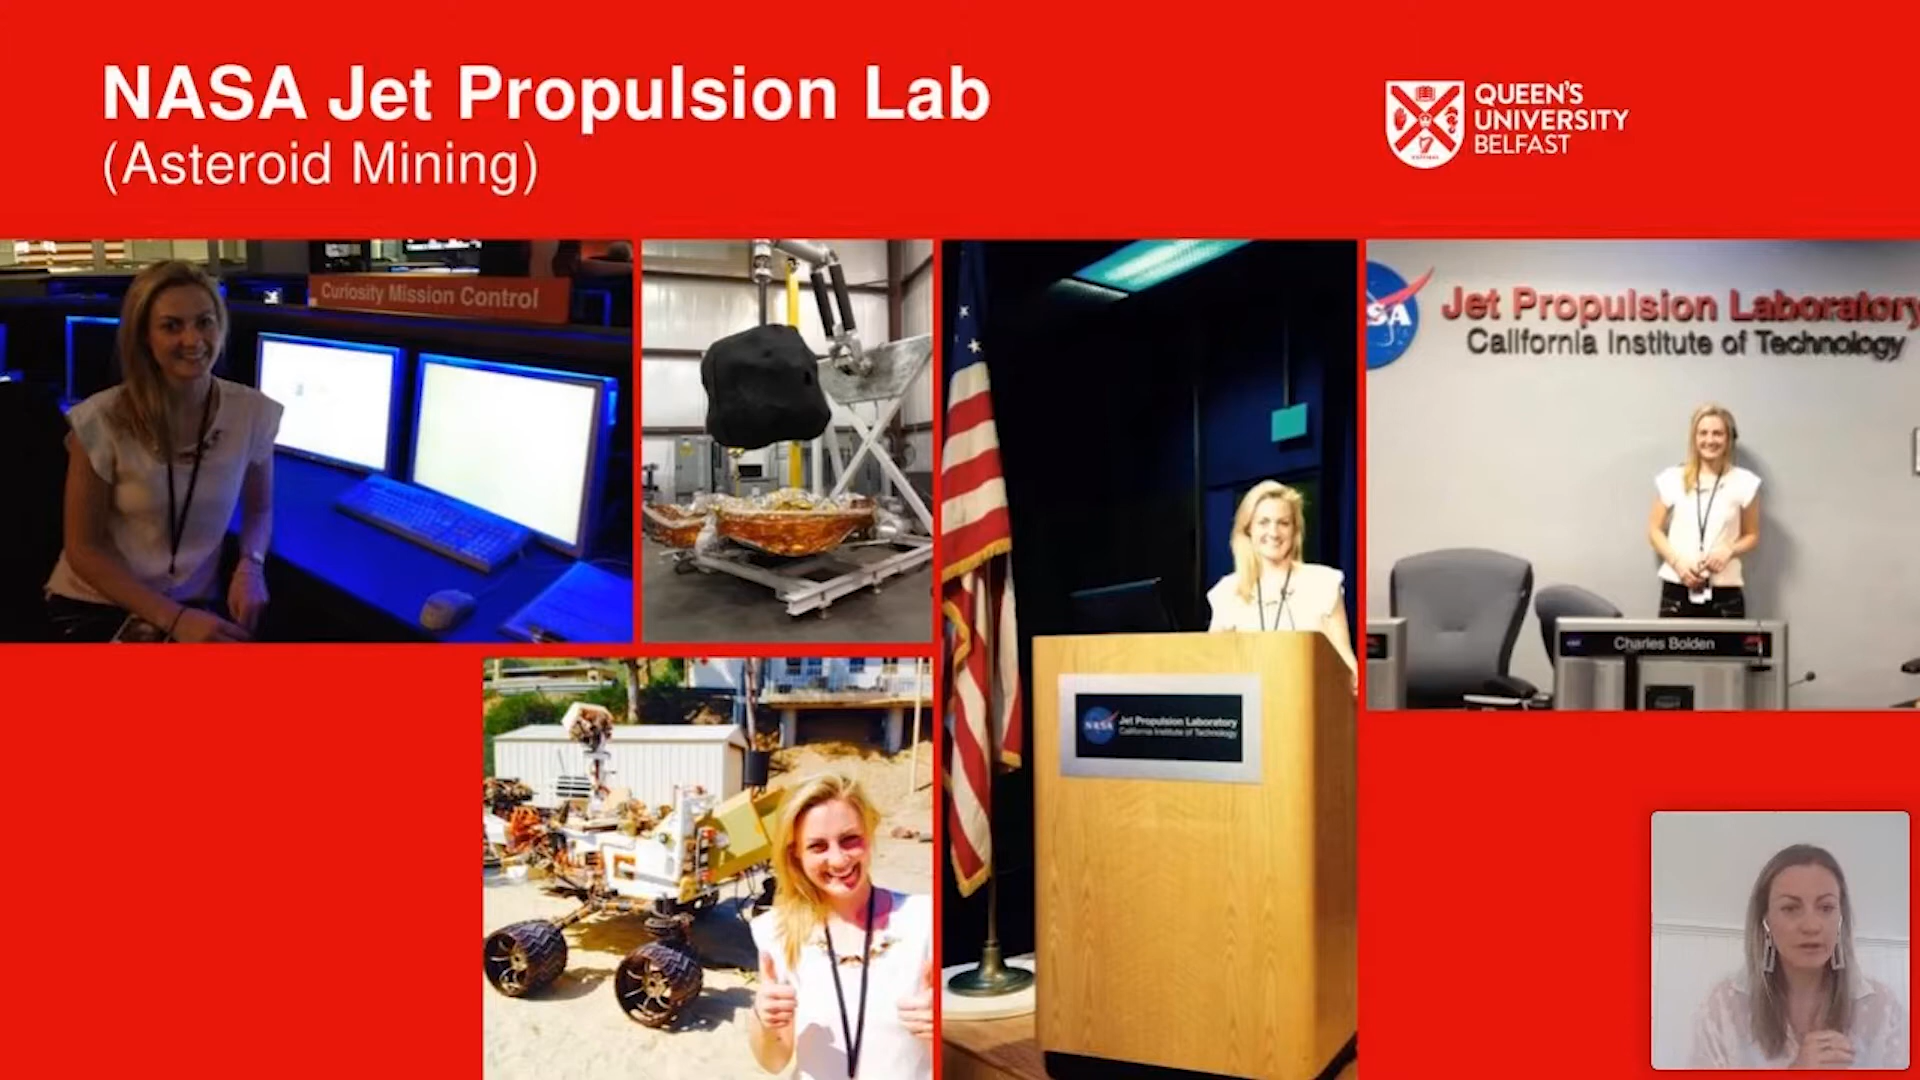 NASA Jet Propulsion Lab
(Asteroid Mining)
QUEEN'S
UNIVERSITY
BELFAST
Curiosity Mission Control
Jet Propulsion Laboratory
California Institute of Technology
Charles Bolden
NASA
Jet Propulsion Laboratory
California Institute of Technology